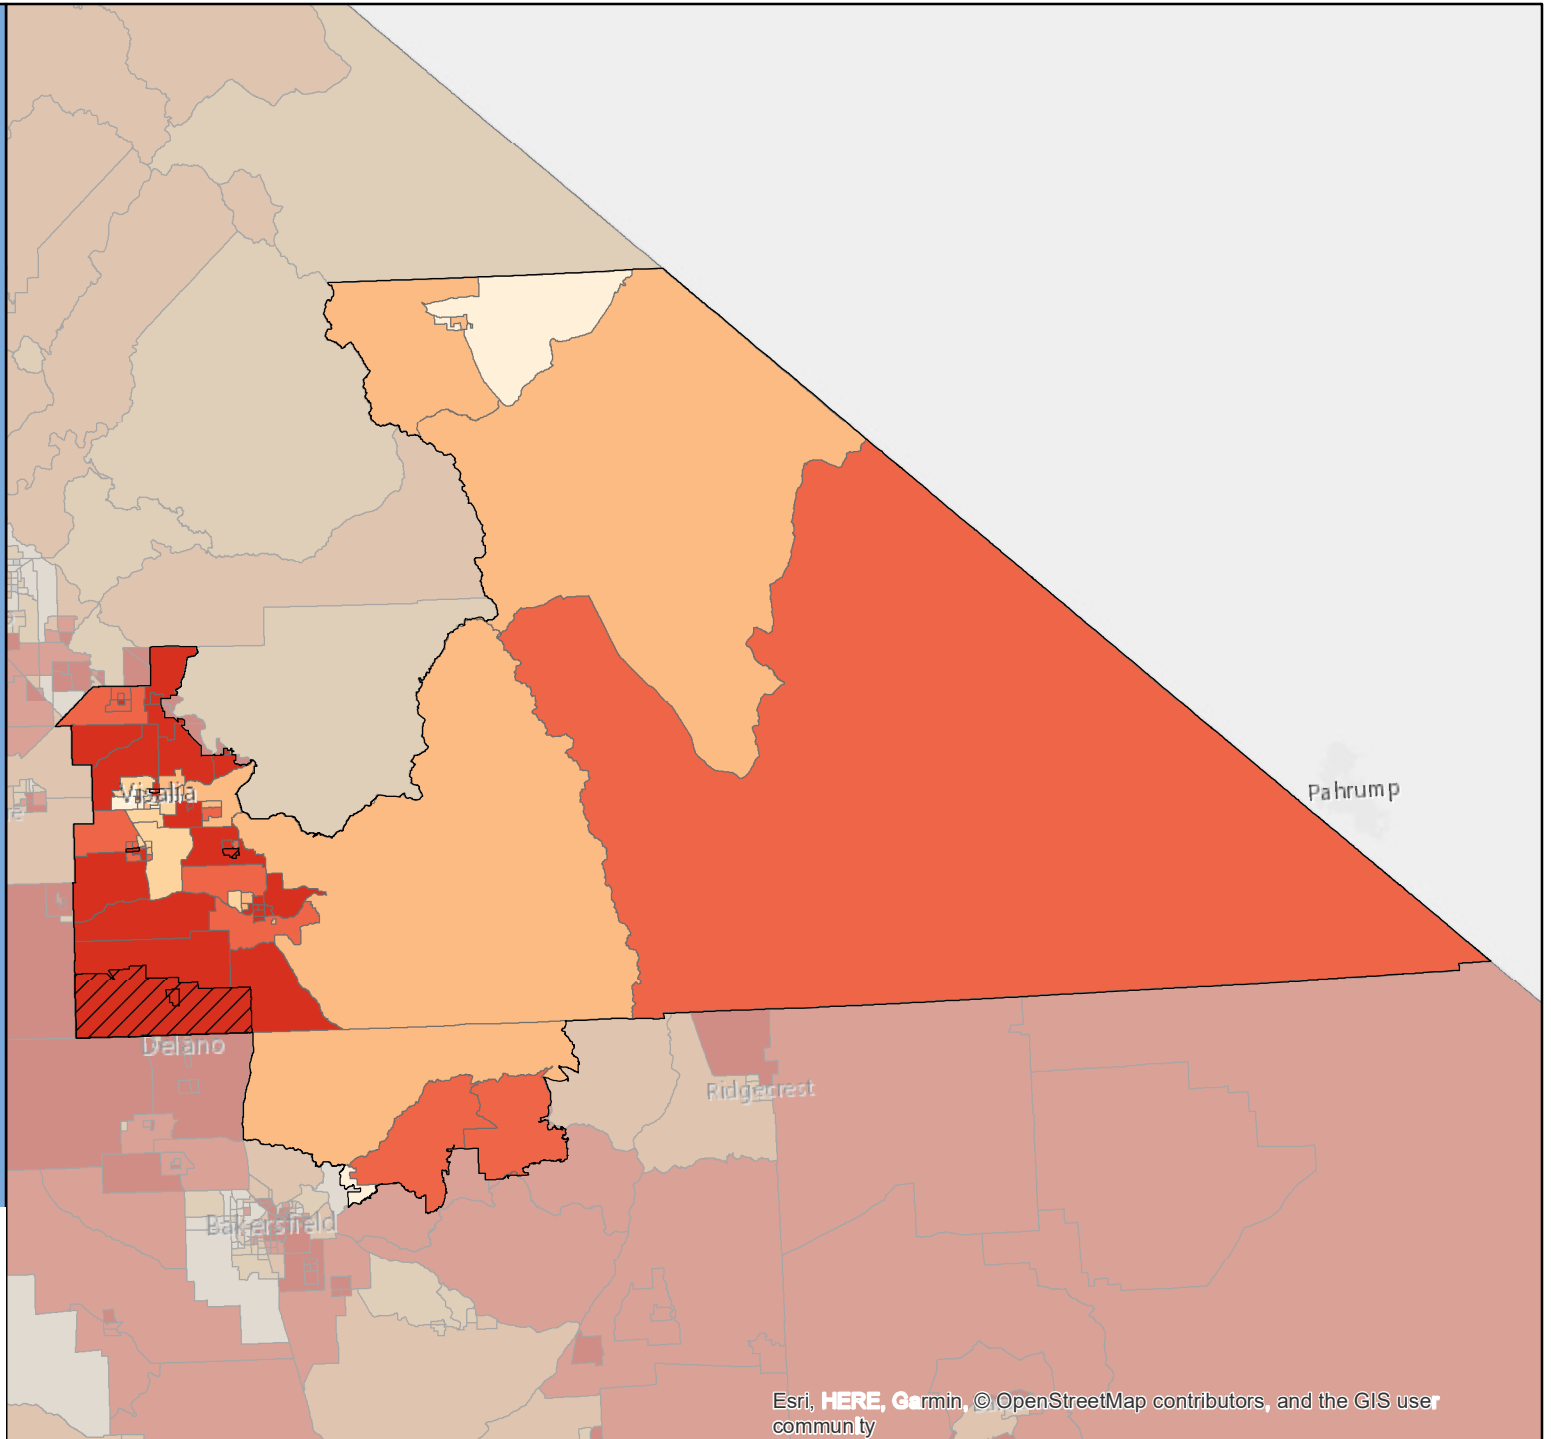 Visalia
Pahrump
Delano
Ridgecrest
Bakersfield
Esri, HERE, Garmin, © OpenStreetMap contributors, and the GIS user
community